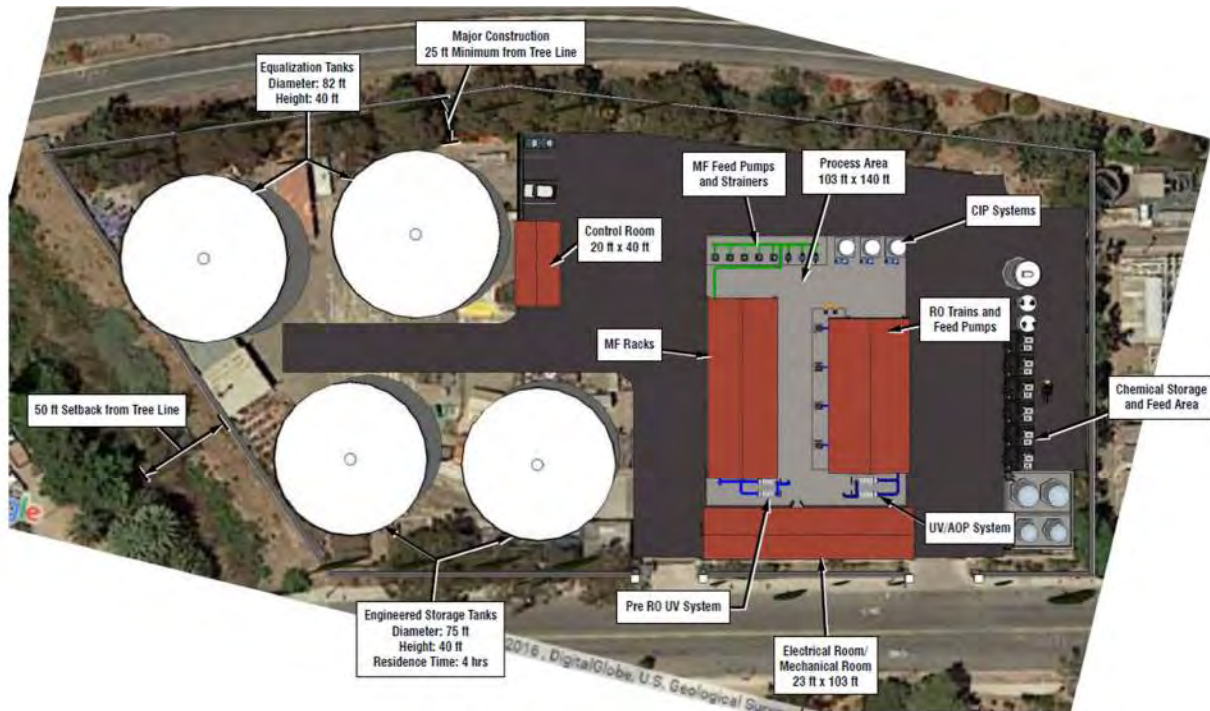 Major Construction
25 ft Minimum from Tree Line
Equalization Tanks
Diameter: 82 ft
Height: 40 ft
MF Feed Pumps
and Strainers
Process Area
103 ft x 140 ft
CIP Systems
Control Room
20 ft x 40 ft
RO Trains and
Feed Pumps
MF Racks
Chemical Storage
and Feed Area
50 ft Setback from Tree Line
gle
UV/AOP System
Pre RO UV System
Engineered Storage Tanks
Diameter: 75 ft
Height: 40 ft
Residence Time: 4 hrs
2016 , DigitalGlobe, U.S. Geological
Electrical Room/
Mechanical Room
23 ft x 103 ft